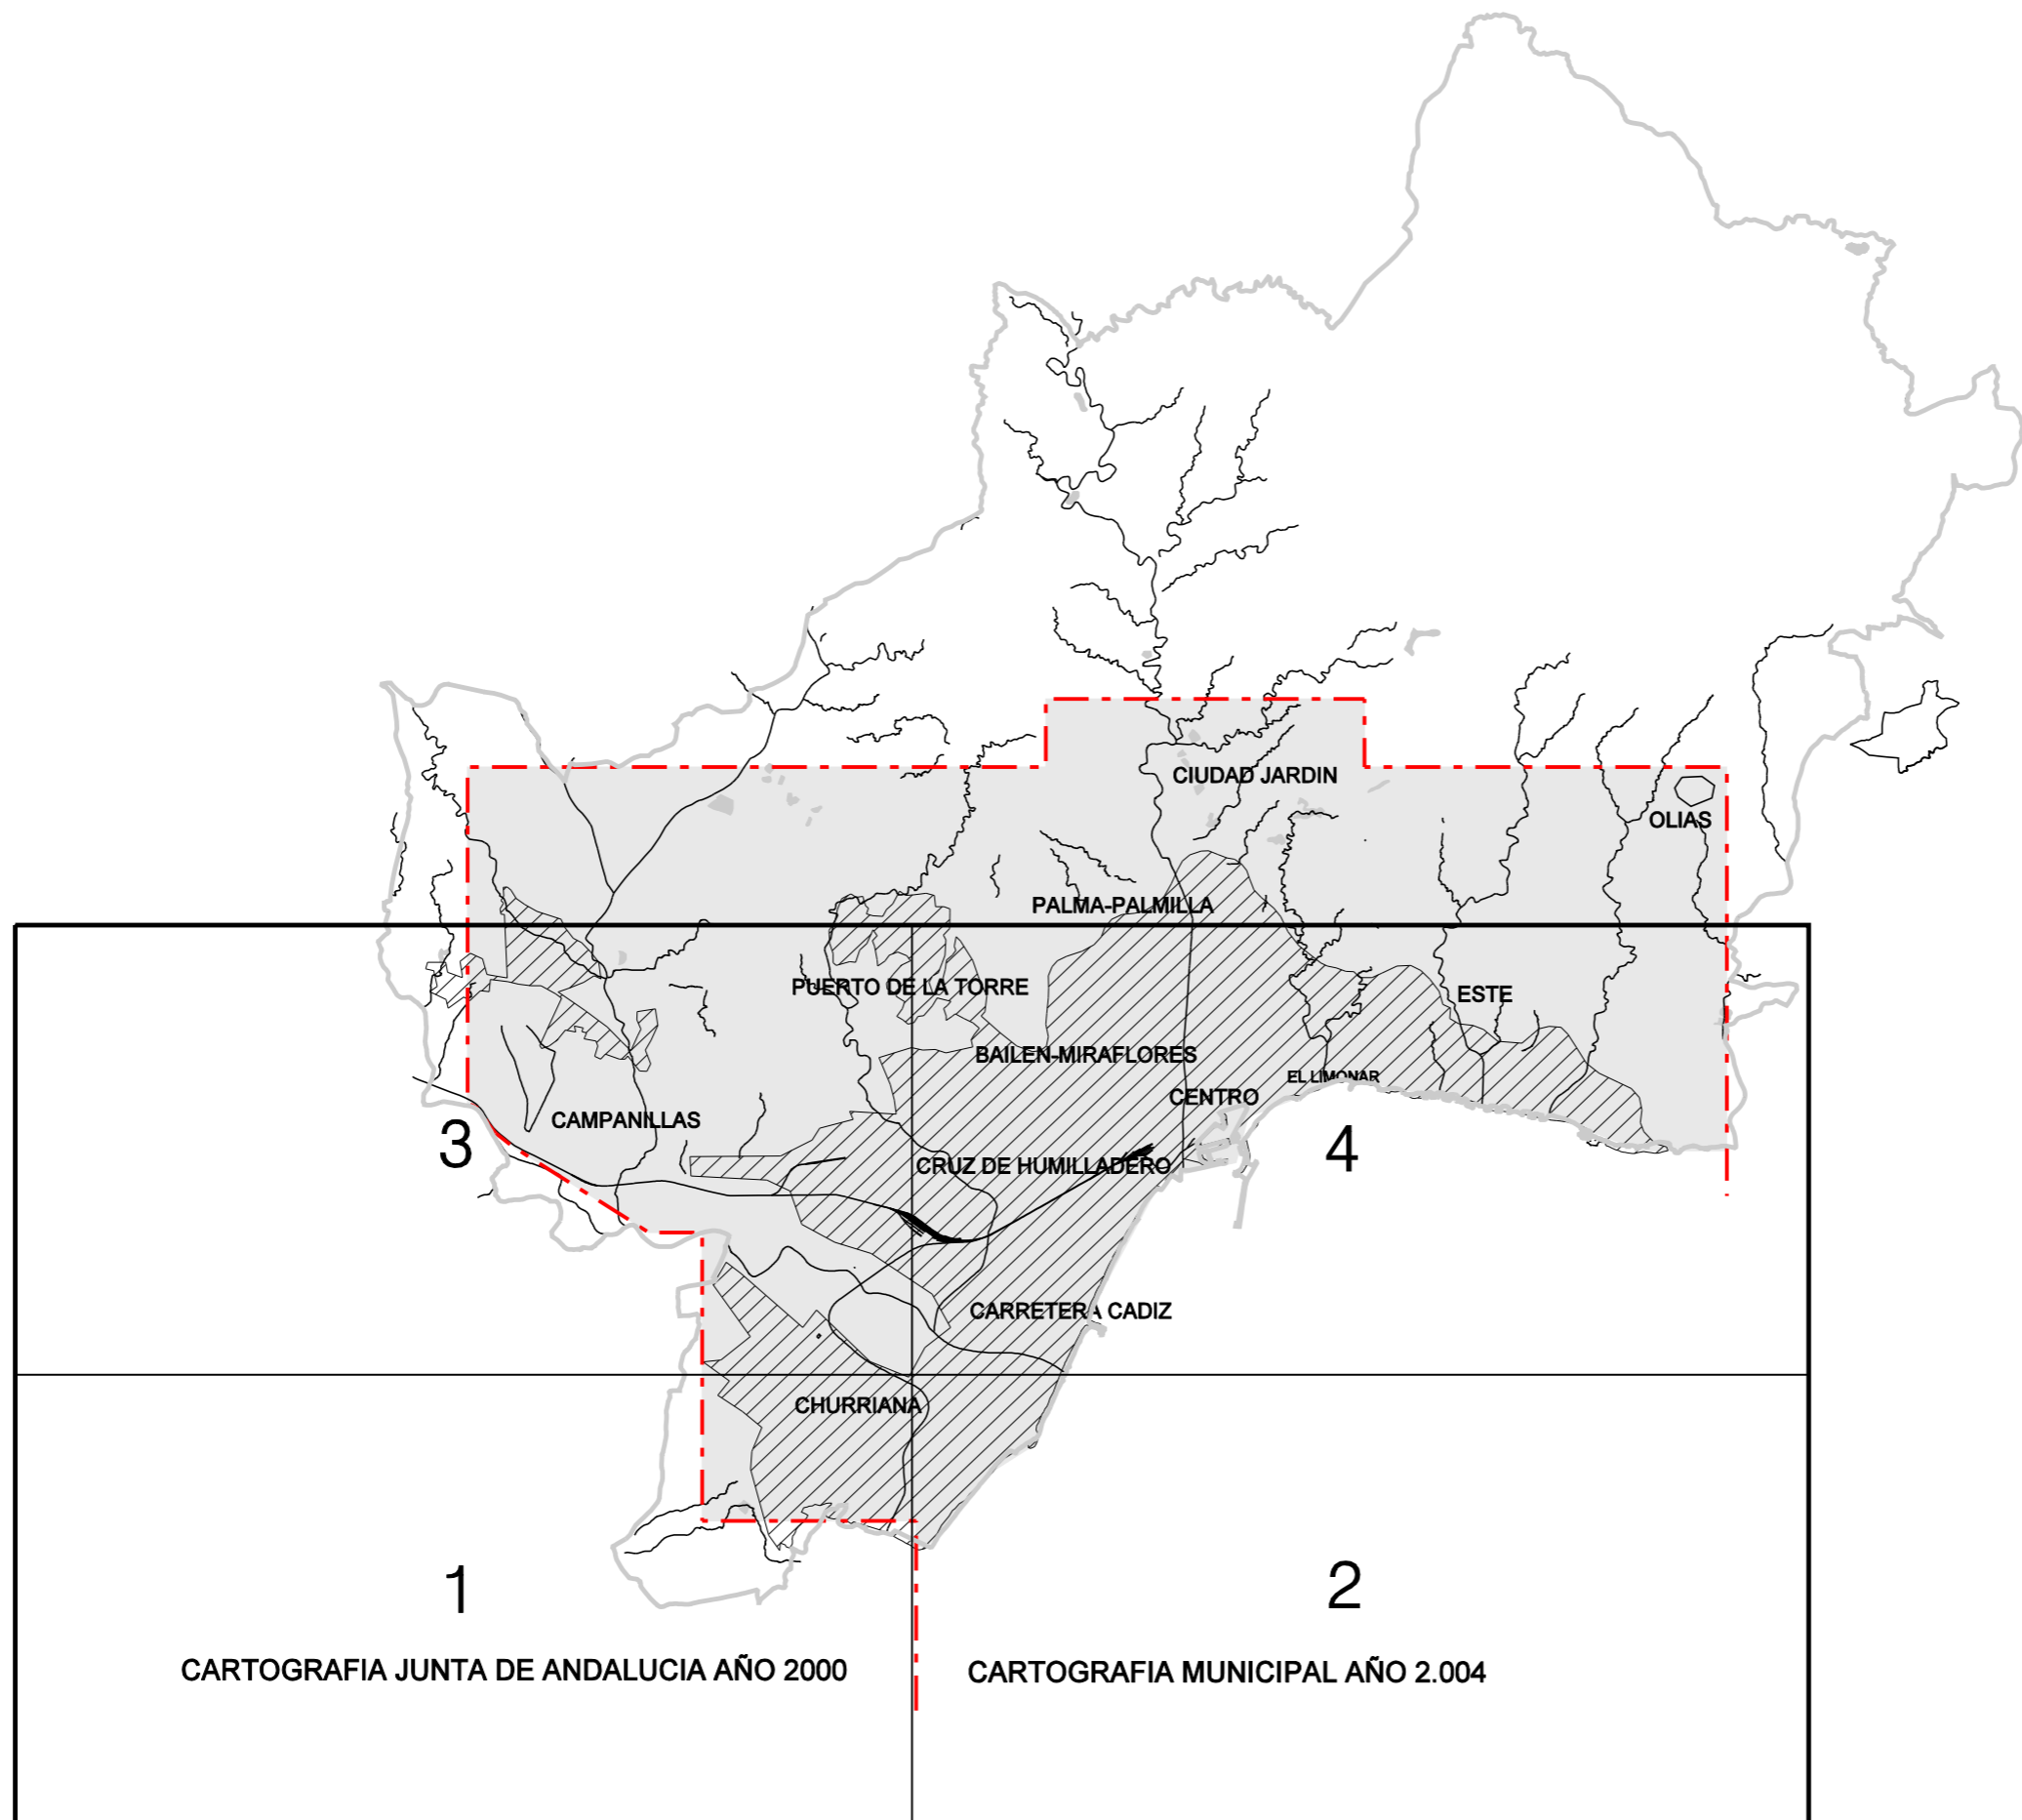 CIUDAD JARDIN
OLIAS
PALMA-PALMILLA
PUERTO DE LA TORRE
ESTE
BAILEN-MIRAFLORES
EL LIMONAR
CENTRO
CAMPANILLAS
3
4
CRUZ DE HUMILLADERO
CARRETERA CADIZ
CHURRIANA
1
2
CARTOGRAFIA JUNTA DE ANDALUCIA AÑO 2000
CARTOGRAFIA MUNICIPAL AÑO 2.004